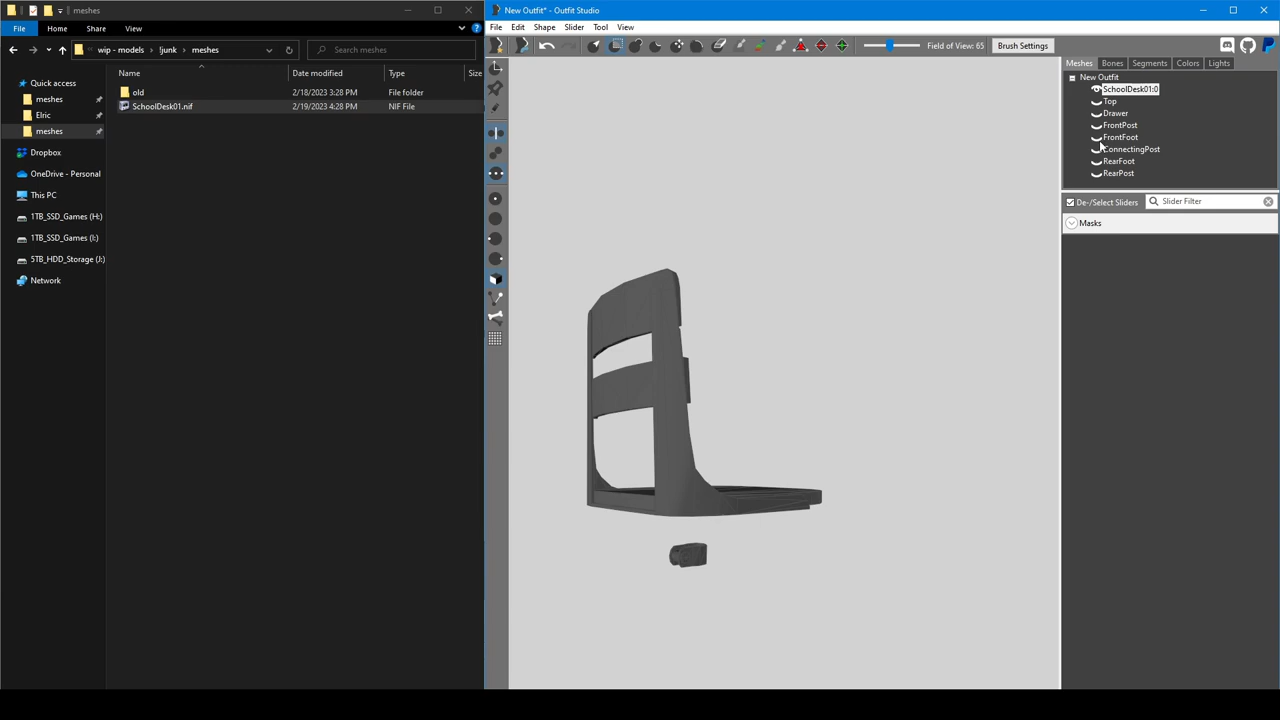 meshes
File Home Share View
wip - models !junk meshes Search meshes
Name Date modified Type Size
Quick access
meshes
Elric
meshes
Dropbox
OneDrive - Personal
This PC
1TB_SSD_Games (H:)
1TB_SSD_Games (I:)
5TB_HDD_Storage (J:)
Network
old 2/18/2023 3:28 PM File folder
SchoolDesk01.nif 2/19/2023 4:28 PM NIF File
New Outfit* - Outfit Studio
File Edit Shape Slider Tool View
Field of View: 65 Brush Settings
Meshes Bones Segments Colors Lights
New Outfit
SchoolDesk01:0
Top
Drawer
FrontPost
FrontFoot
ConnectingPost
RearFoot
RearPost
De-/Select Sliders Slider Filter
Masks